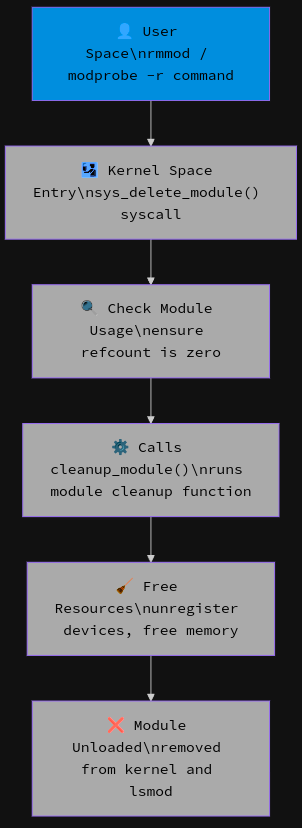 👤 User
Space\nrmmod /
modprobe -r command
🛂 Kernel Space
Entry\nsys_delete_module()
syscall
🔍 Check Module
Usage\nensure
refcount is zero
⚙️ Calls
cleanup_module()\nruns
module cleanup function
🧹 Free
Resources\nunregister
devices, free memory
❌ Module
Unloaded\nremoved
from kernel and
lsmod